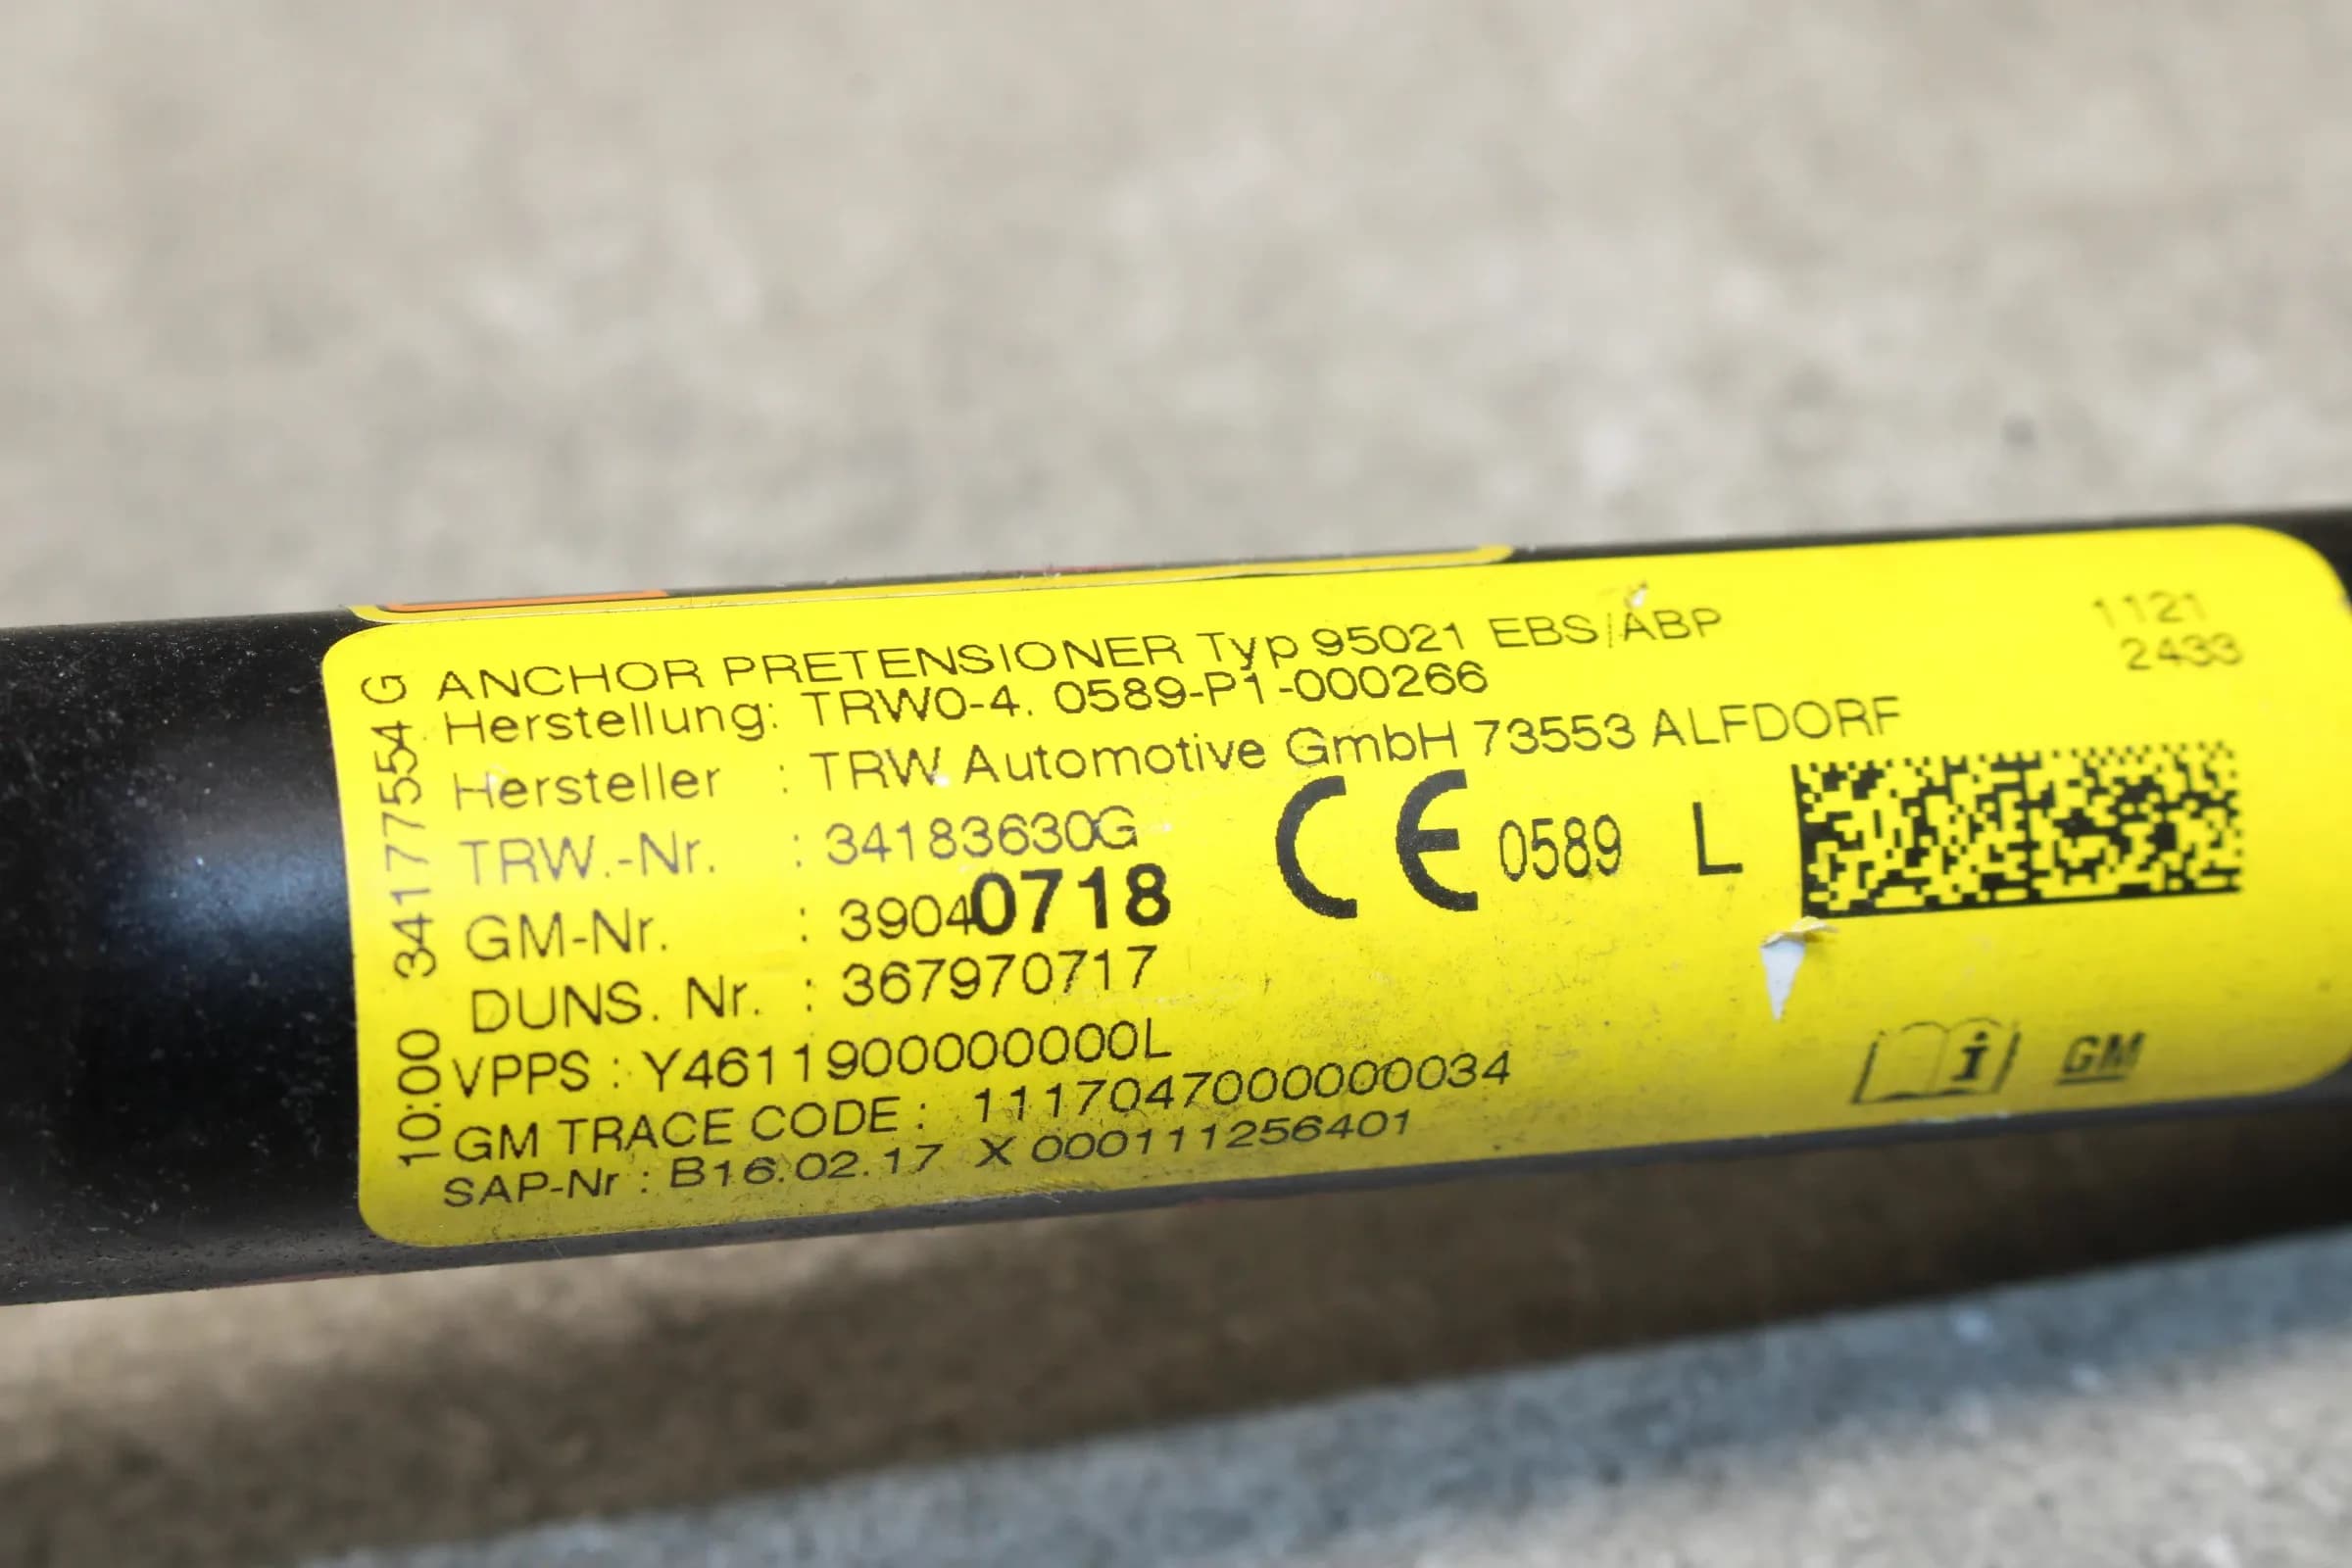 ANCHOR PRETENSIONER Typ 95021 EBS/ABP
Herstellung: TRW0-4. 0589-P1-000266
Hersteller : TRW Automotive GmbH 73553 ALFDORF
TRW.-Nr. : 34183630G
GM-Nr. : 39040718
DUNS. Nr. : 367970717
VPPS : Y4611900000000L
GM TRACE CODE : 1117047000000034
SAP-Nr : B16.02.17 X 000111256401
10:00 34177554 G
CE 0589 L
1121
2433
i GM